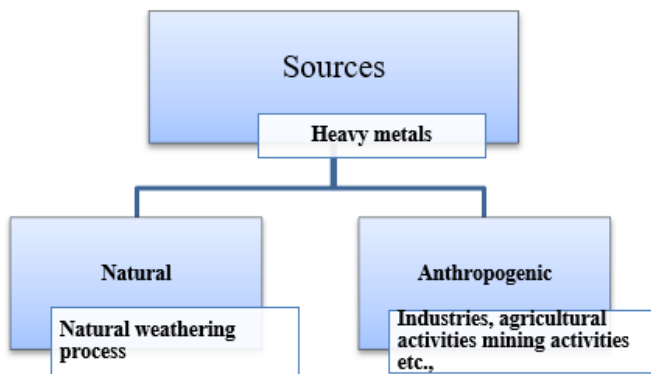 Sources
Heavy metals
Natural
Natural weathering
process
Anthropogenic
Industries, agricultural
activities mining activities
etc.,